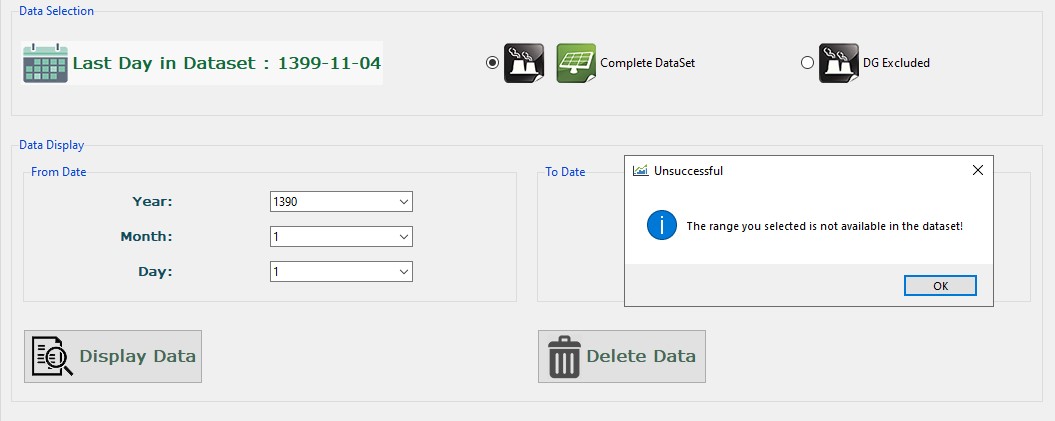 Data Selection
Last Day in Dataset : 1399-11-04
Complete DataSet
DG Excluded
Data Display
From Date
Year:
1390
Month:
1
Day:
1
To Date
Unsuccessful
The range you selected is not available in the dataset!
OK
Display Data
Delete Data